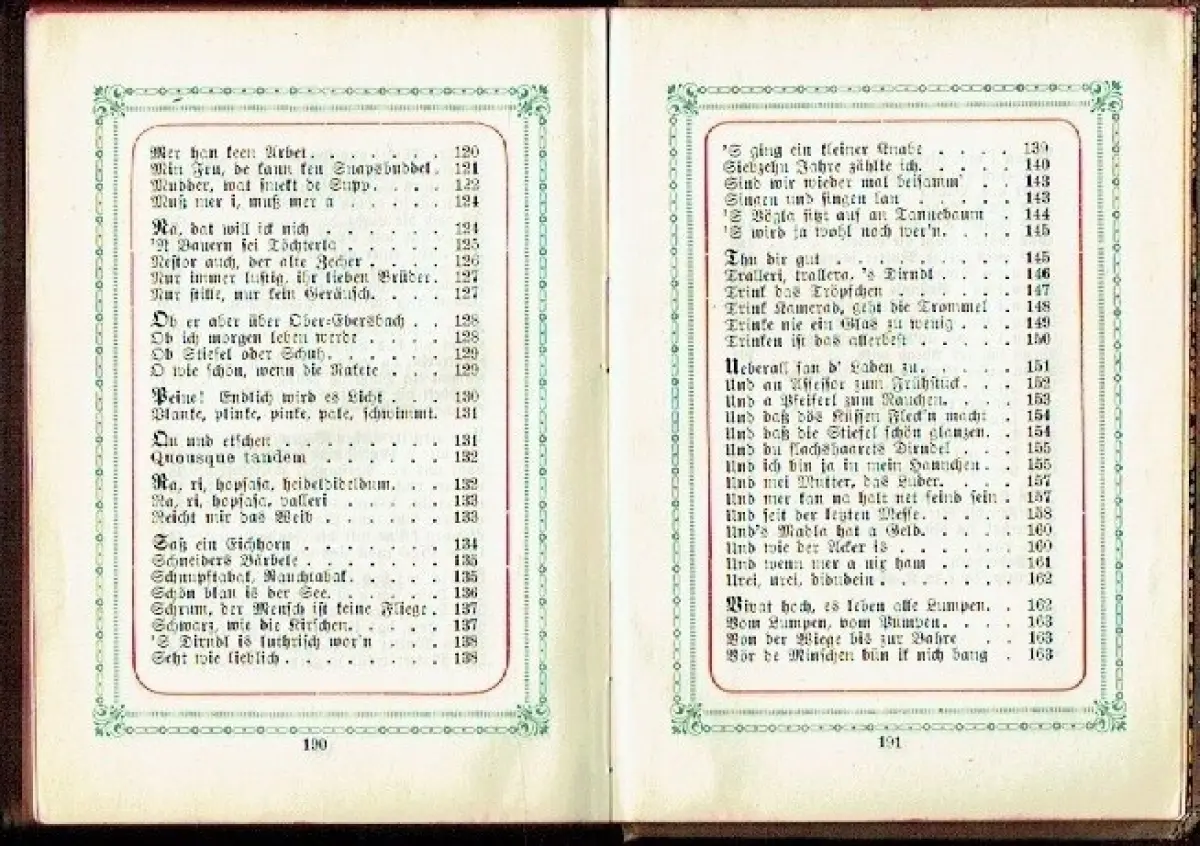 Mer han keen Arbet. . . . . . . 120
Min Fru, de kann ken Snapsbuddel . 121
Mudder, wat smekt de Supp. . . . 122
Muß mer i, muß mer a . . . . . 124
Na, dat will ick nich . . . . . . 124
'N Bauern sei Töchterla . . . . . 125
Nestor auch, der alte Zecher . . . . 126
Nur immer lustig, ihr lieben Brüder. 127
Nur stille, nur kein Geräusch. . . . 127
Ob er aber über Ober=Ebersbach . . 128
Ob ich morgen leben werde . . . . 128
Ob Stiefel oder Schuh. . . . . . 129
O wie schön, wenn die Rakete . . . 129
Peine! Endlich wird es Licht . . . 130
Planke, plinke, pinke, pale, schwimmt. 131
Qu und etschen . . . . . . . . 131
Quousque tandem . . . . . . 132
Ra, ri, hopsasa, heideldideldum. . . 132
Ra, ri, hopsasa, valleri . . . . . 133
Reicht mir das Weib . . . . . . 133
Saß ein Eichhorn . . . . . . . 134
Schneiders Bärbele . . . . . . . 135
Schnupftabak, Rauchtabak. . . . . 135
Schön blau is der See. . . . . . 136
Schrum, der Mensch ist keine Fliege . 137
Schwarz, wie die Kirschen. . . . . 137
'S Dirndl is luthrisch wor'n . . . 138
Seht wie lieblich . . . . . . . . 138
190
'S ging ein kleiner Knabe . . . . 139
Siebzehn Jahre zählte ich. . . . . 140
Sind wir wieder mal beisamm' . . 143
Singen und singen lan . . . . . 143
'S Vögla sitzt auf an Tannebaum . 144
'S wird ja wohl noch wer'n. . . . 145
Thu dir gut . . . . . . . . . 145
Tralleri, trallera, 's Dirndl . . . . 146
Trink das Tröpfchen . . . . . . 147
Trink Kamerad, geht die Trommel . 148
Trinke nie ein Glas zu wenig . . . 149
Trinken ist das allerbest . . . . . 150
Ueberall san d' Laden zu. . . . . 151
Und an Assessor zum Frühstück. . . 152
Und a Pfeiferl zum Rauchen. . . . 153
Und daß dös Küssen Fleck'n macht . 154
Und daß die Stiefel schön glanzen. . 154
Und du flachshaarets Dirndel . . . 155
Und ich bin ja in mein Hannchen . . 155
Und mei Mutter, das Luder. . . . 157
Und mer kan na halt net feind sein . 157
Und seit der letzten Messe. . . . . 158
Und's Madla hat a Geld. . . . . 160
Und wie der Acker is . . . . . . 160
Und wenn mer a nix ham . . . . 161
Urei, urei, didudein . . . . . . . 162
Vivat hoch, es leben alle Lumpen. . 162
Vom Lumpen, vom Pumpen. . . . 163
Von der Wiege bis zur Bahre . . 163
Vör de Minschen bün ik nich bang . 163
191